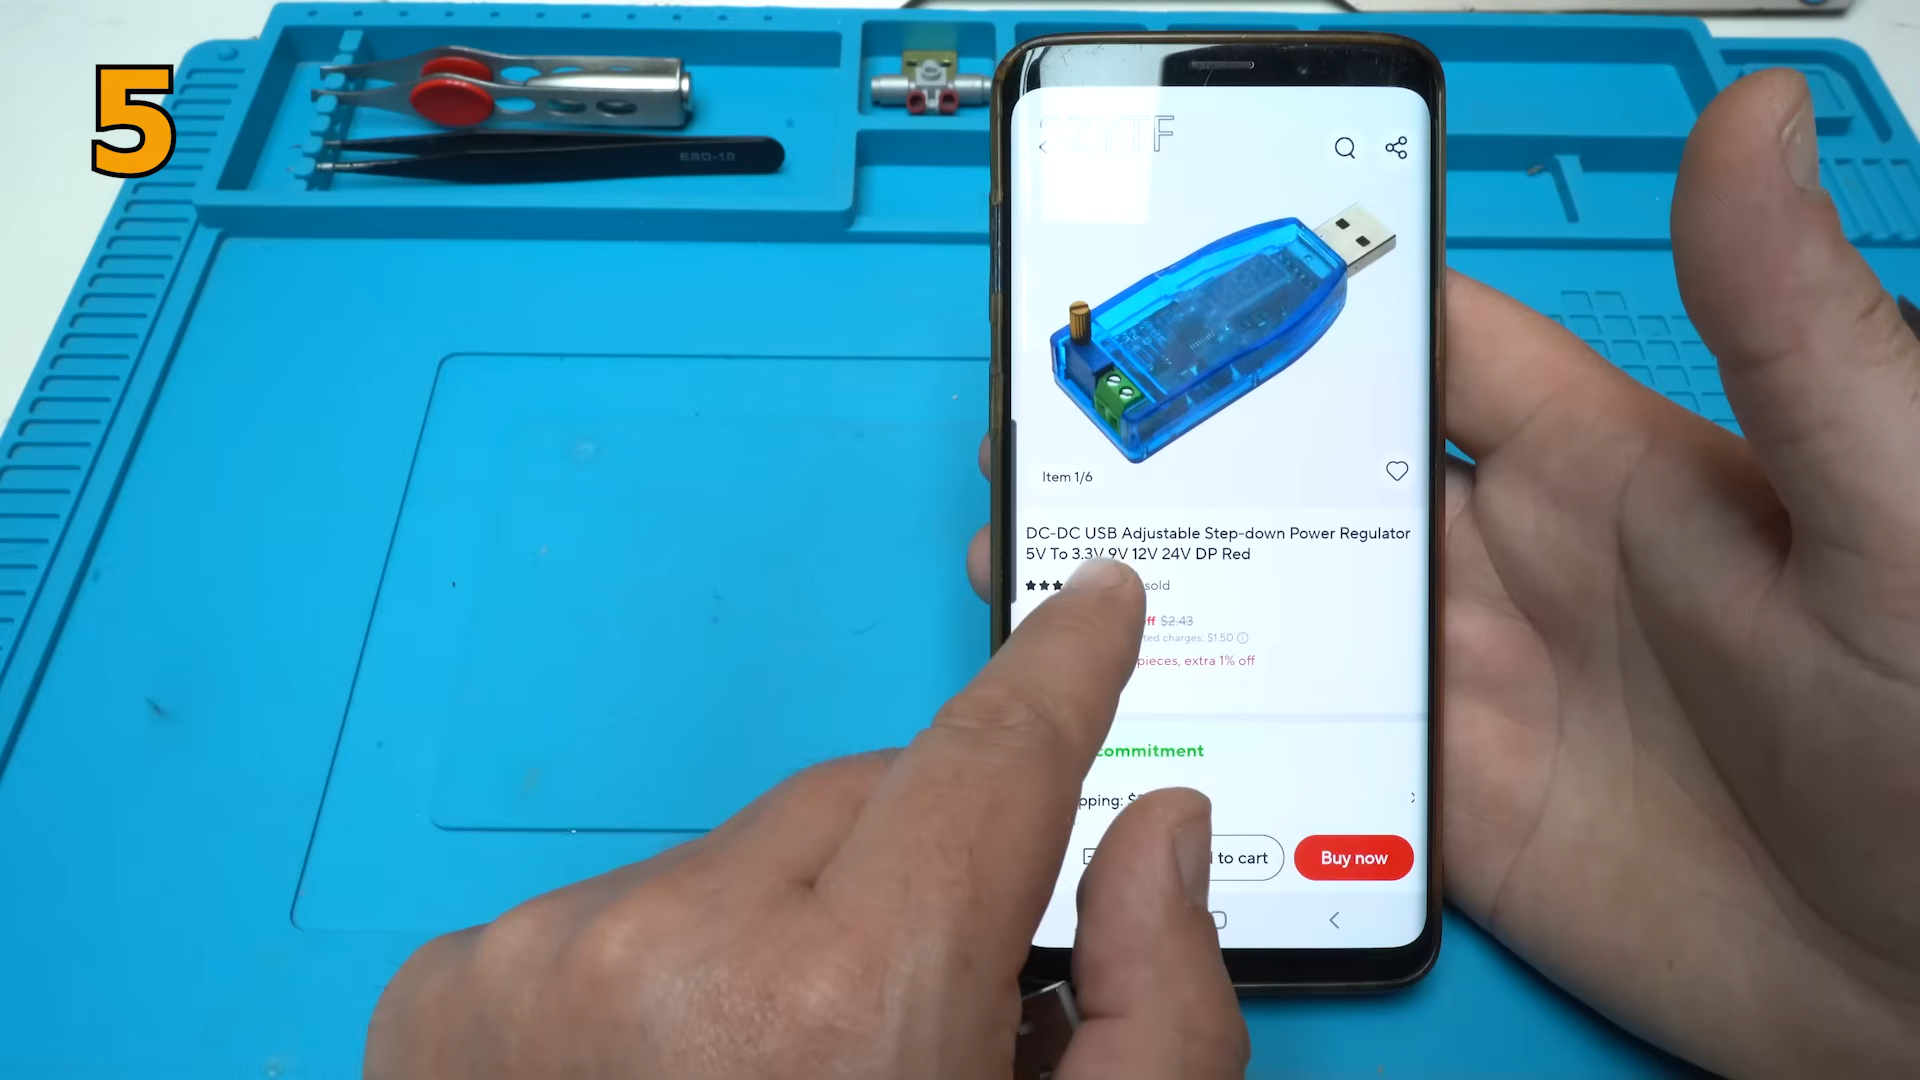 5
ESD-10
Item 1/6
DC-DC USB Adjustable Step-down Power Regulator
5V To 3.3V 9V 12V 24V DP Red
sold
$2.43
charges: $1.50
pieces, extra 1% off
commitment
to cart
Buy now